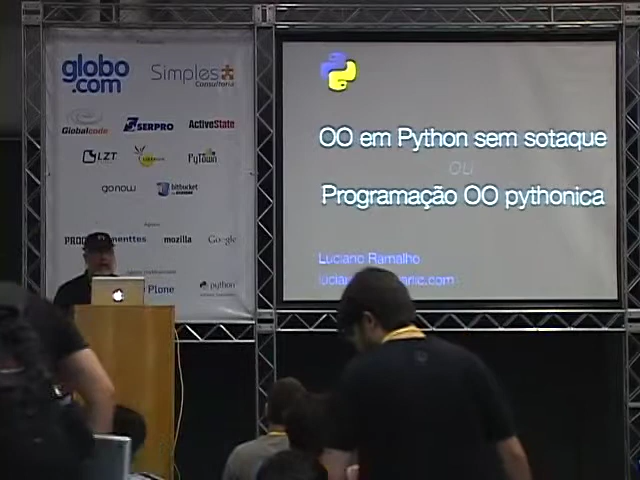 globo
.com
Simples
Consultoria
Globalcode
SERPRO
ActiveState
LZT
PyTown
gonow
bitbucket
mozilla
Google
Plone
python
OO em Python sem sotaque
ou
Programação OO pythonica
Luciano Ramalho